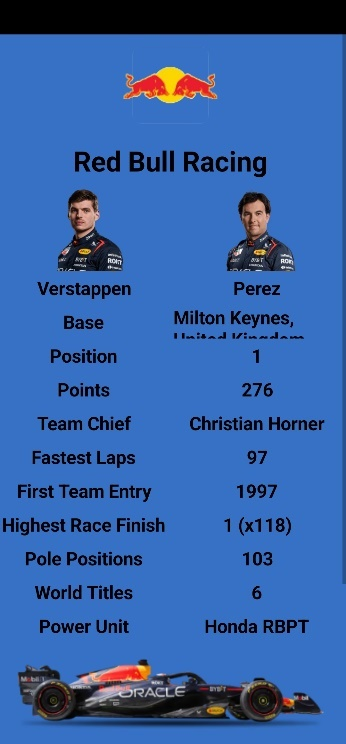 Red Bull Racing
Verstappen Perez
Base Milton Keynes,
United Kingdom
Position 1
Points 276
Team Chief Christian Horner
Fastest Laps 97
First Team Entry 1997
Highest Race Finish 1 (x118)
Pole Positions 103
World Titles 6
Power Unit Honda RBPT
ORACLE